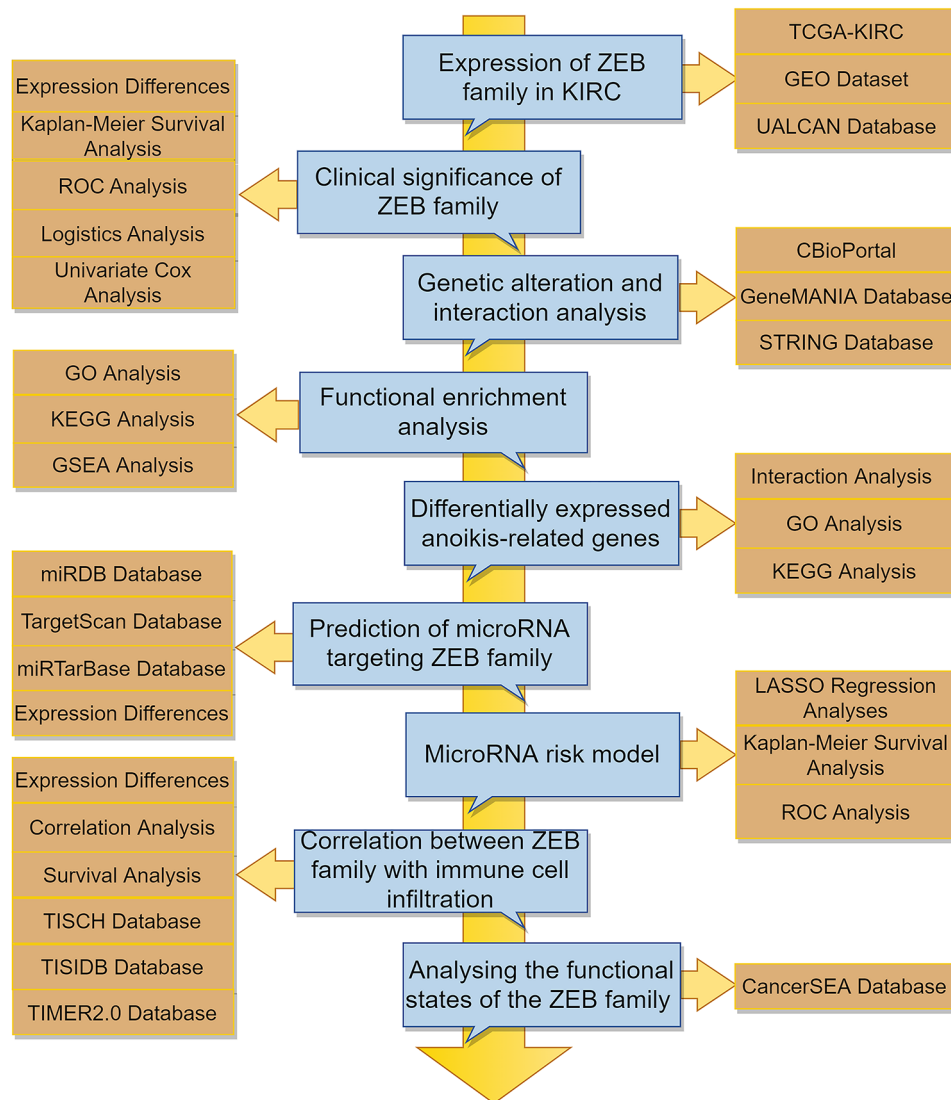 Expression of ZEB
family in KIRC
TCGA-KIRC
GEO Dataset
UALCAN Database
Clinical significance of
ZEB family
Expression Differences
Kaplan-Meier Survival
Analysis
ROC Analysis
Logistics Analysis
Univariate Cox
Analysis
Genetic alteration and
interaction analysis
CBioPortal
GeneMANIA Database
STRING Database
Functional enrichment
analysis
GO Analysis
KEGG Analysis
GSEA Analysis
Differentially expressed
anoikis-related genes
Interaction Analysis
GO Analysis
KEGG Analysis
Prediction of microRNA
targeting ZEB family
miRDB Database
TargetScan Database
miRTarBase Database
Expression Differences
MicroRNA risk model
LASSO Regression
Analyses
Kaplan-Meier Survival
Analysis
ROC Analysis
Correlation between ZEB
family with immune cell
infiltration
Expression Differences
Correlation Analysis
Survival Analysis
TISCH Database
TISIDB Database
TIMER2.0 Database
Analysing the functional
states of the ZEB family
CancerSEA Database